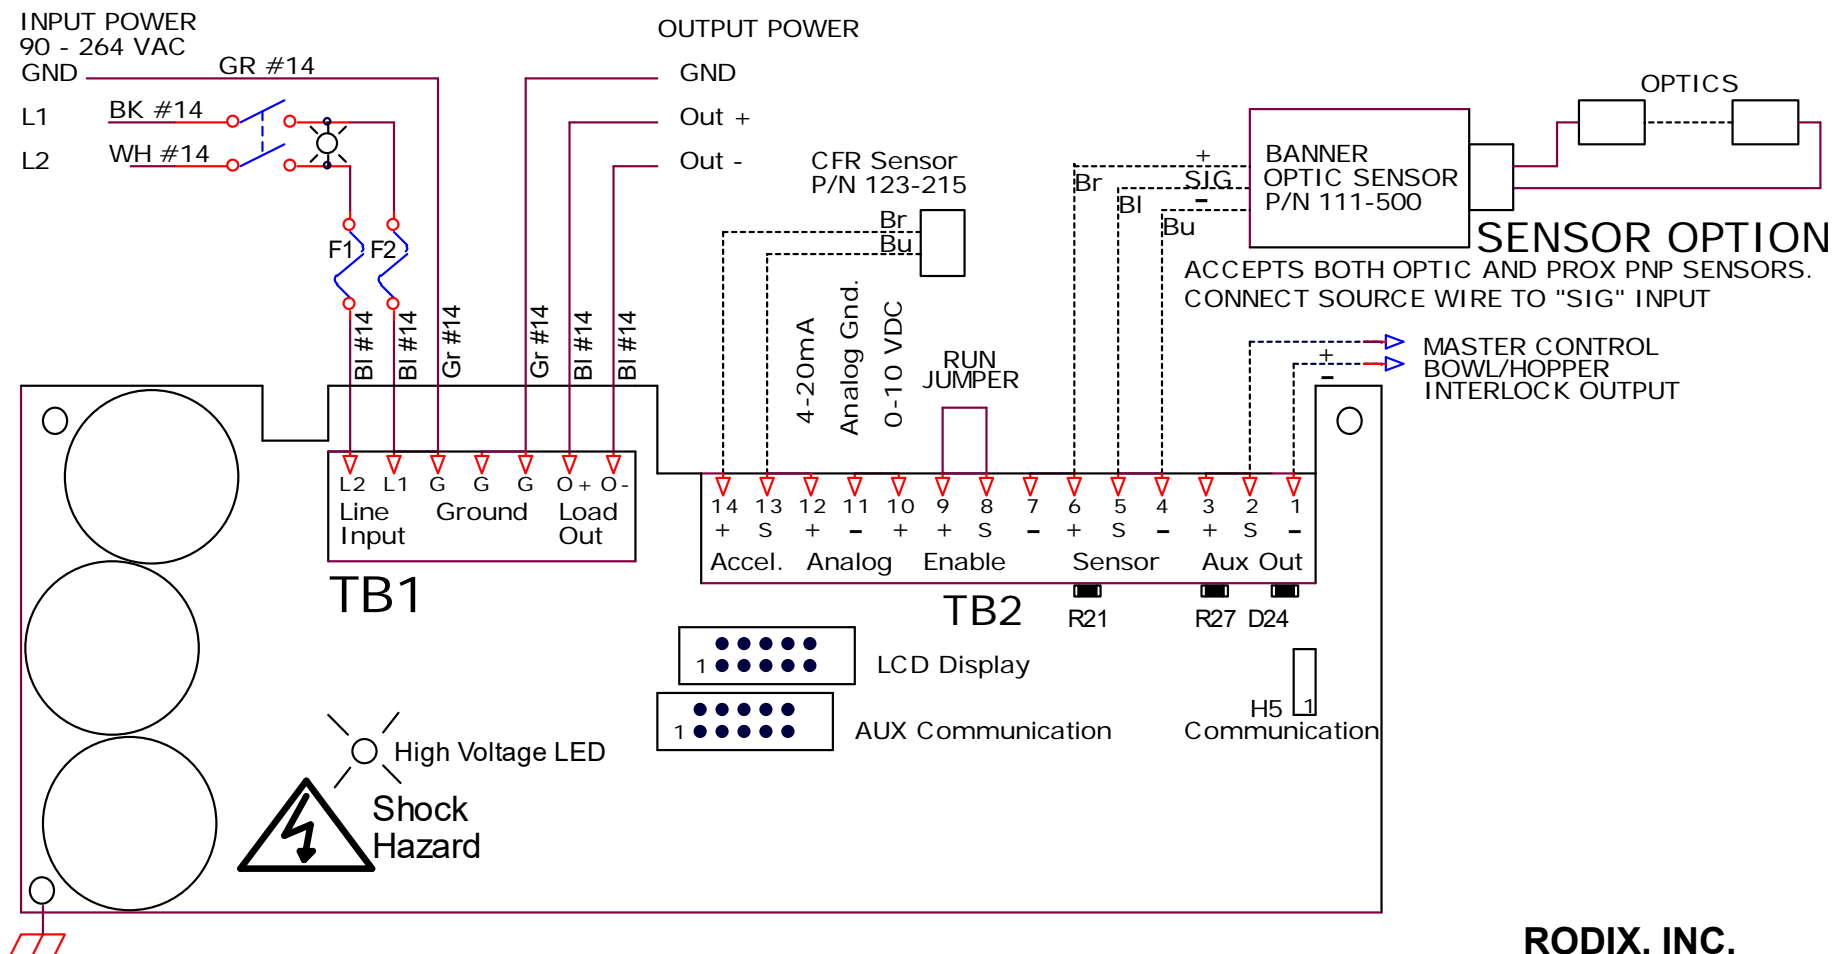 INPUT POWER
90 - 264 VAC
GND
GR #14
L1
BK #14
L2
WH #14
F1
F2
Bl #14
Bl #14
Gr #14
Gr #14
Bl #14
Bl #14
OUTPUT POWER
GND
Out +
Out -
CFR Sensor
P/N 123-215
Br
Bu
4-20mA
Analog Gnd.
0-10 VDC
RUN
JUMPER
Br
+
Bl
SIG
Bu
-
BANNER
OPTIC SENSOR
P/N 111-500
OPTICS
SENSOR OPTION
ACCEPTS BOTH OPTIC AND PROX PNP SENSORS.
CONNECT SOURCE WIRE TO "SIG" INPUT
+
-
MASTER CONTROL
BOWL/HOPPER
INTERLOCK OUTPUT
L2 L1 G G G O+ O-
Line Ground Load
Input Out
TB1
14 13 12 11 10 9 8 7 6 5 4 3 2 1
+ S + - + + S - + S - + S -
Accel. Analog Enable Sensor Aux Out
TB2
R21
R27 D24
1
LCD Display
1
AUX Communication
H5 1
Communication
High Voltage LED
Shock
Hazard
RODIX, INC.